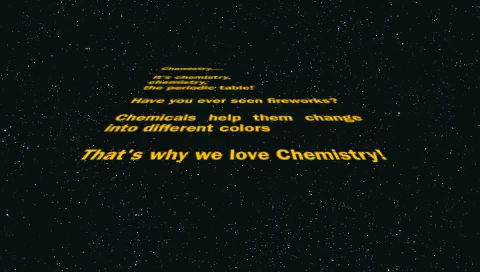 Chemistry....
It's chemistry,
chemistry,
the periodic table!
Have you ever seen fireworks?
Chemicals help them change
into different colors
That's why we love Chemistry!